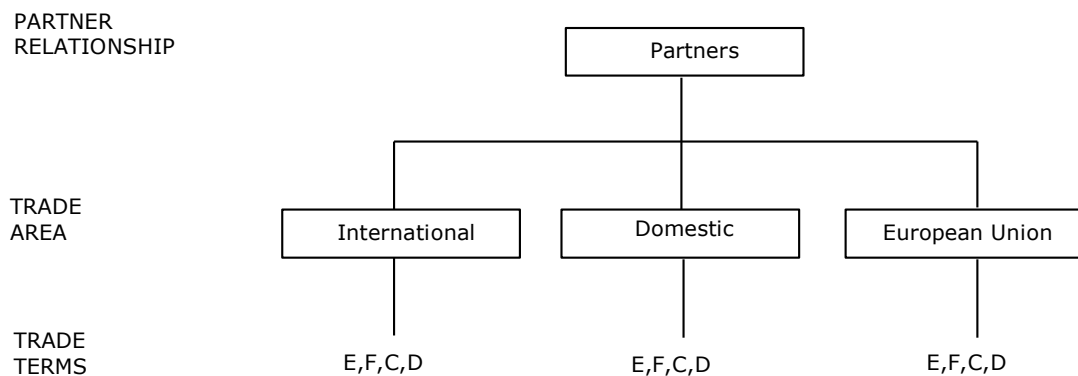 PARTNER
RELATIONSHIP
Partners
TRADE
AREA
International
Domestic
European Union
TRADE
TERMS
E,F,C,D
E,F,C,D
E,F,C,D